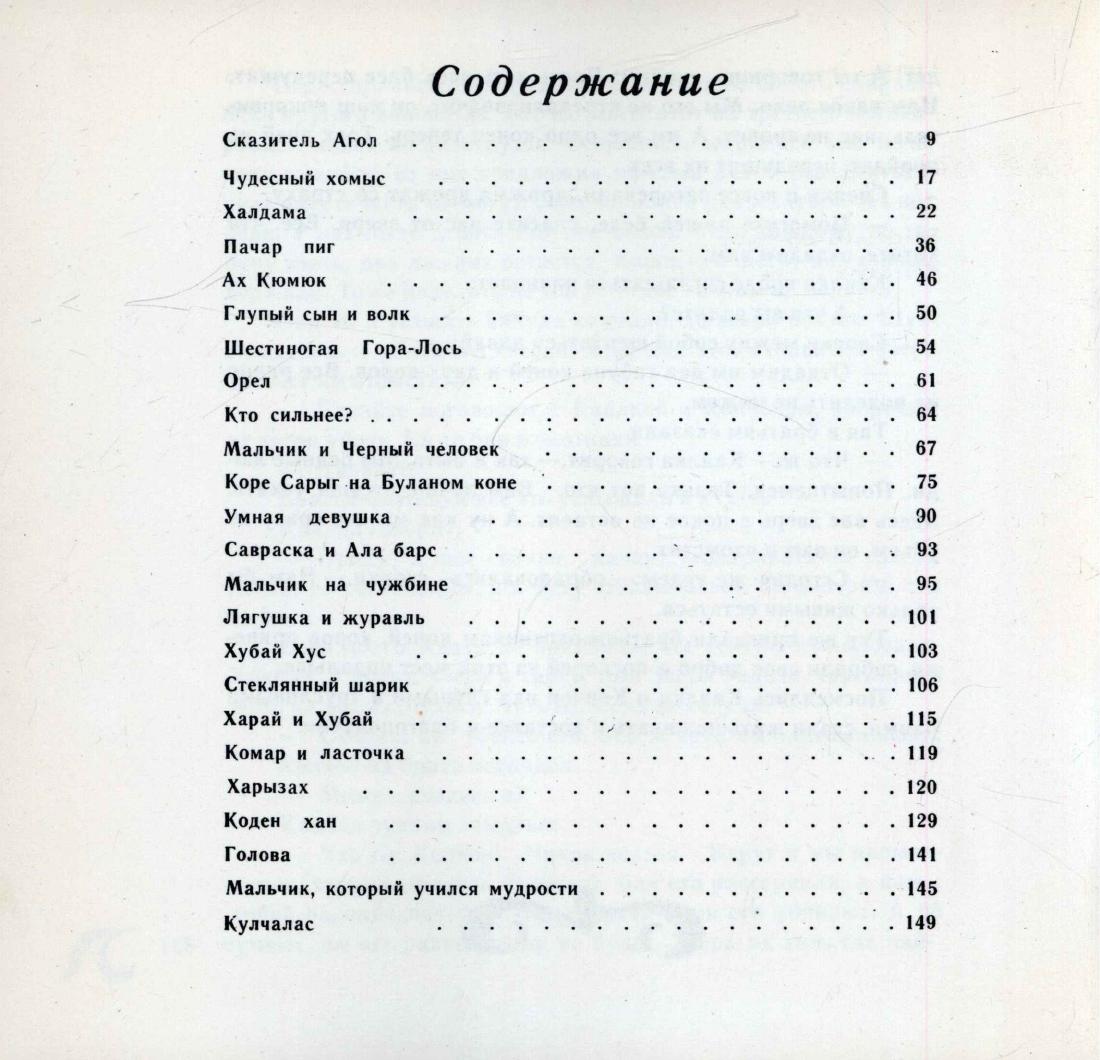 Содержание
Сказитель Агол . . . . . . . . . . . 9
Чудесный хомыс . . . . . . . . . . . 17
Халдама . . . . . . . . . . . 22
Пачар пиг . . . . . . . . . . . 36
Ах Кюмюк . . . . . . . . . . . 46
Глупый сын и волк . . . . . . . . . . . 50
Шестиногая Гора-Лось . . . . . . . . . . . 54
Орел . . . . . . . . . . . 61
Кто сильнее? . . . . . . . . . . . 64
Мальчик и Черный человек . . . . . . . . . . . 67
Коре Сарыг на Буланом коне . . . . . . . . . . . 75
Умная девушка . . . . . . . . . . . 90
Савраска и Ала барс . . . . . . . . . . . 93
Мальчик на чужбине . . . . . . . . . . . 95
Лягушка и журавль . . . . . . . . . . . 101
Хубай Хус . . . . . . . . . . . 103
Стеклянный шарик . . . . . . . . . . . 106
Харай и Хубай . . . . . . . . . . . 115
Комар и ласточка . . . . . . . . . . . 119
Харызах . . . . . . . . . . . 120
Коден хан . . . . . . . . . . . 129
Голова . . . . . . . . . . . 141
Мальчик, который учился мудрости . . . . . . . . . . . 145
Кулчалас . . . . . . . . . . . 149